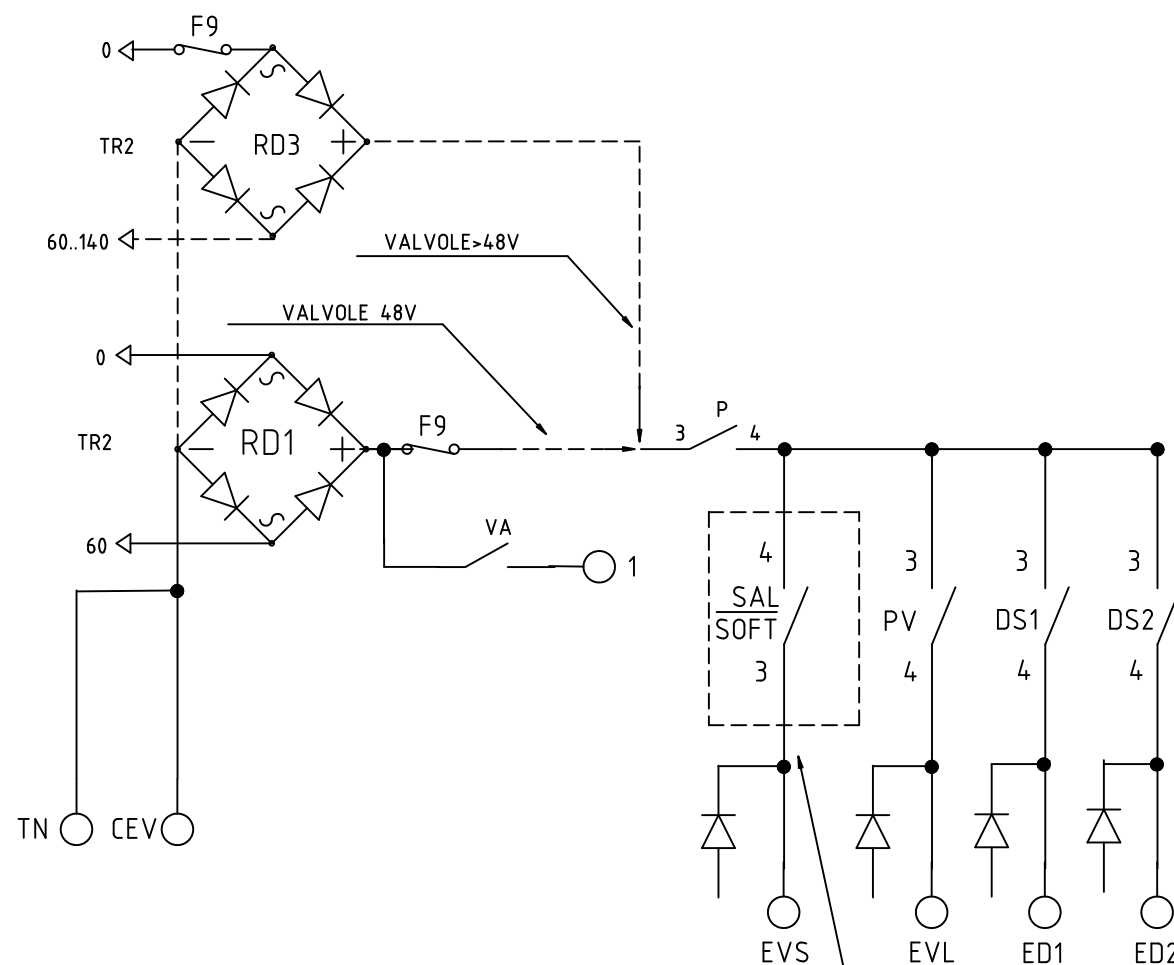 F9
0
TR2
RD3
60..140
VALVOLE>48V
VALVOLE 48V
0
TR2
RD1
F9
3
P
4
60
VA
1
4
SAL
SOFT
3
3
PV
4
3
DS1
4
3
DS2
4
TN
CEV
EVS
EVL
ED1
ED2